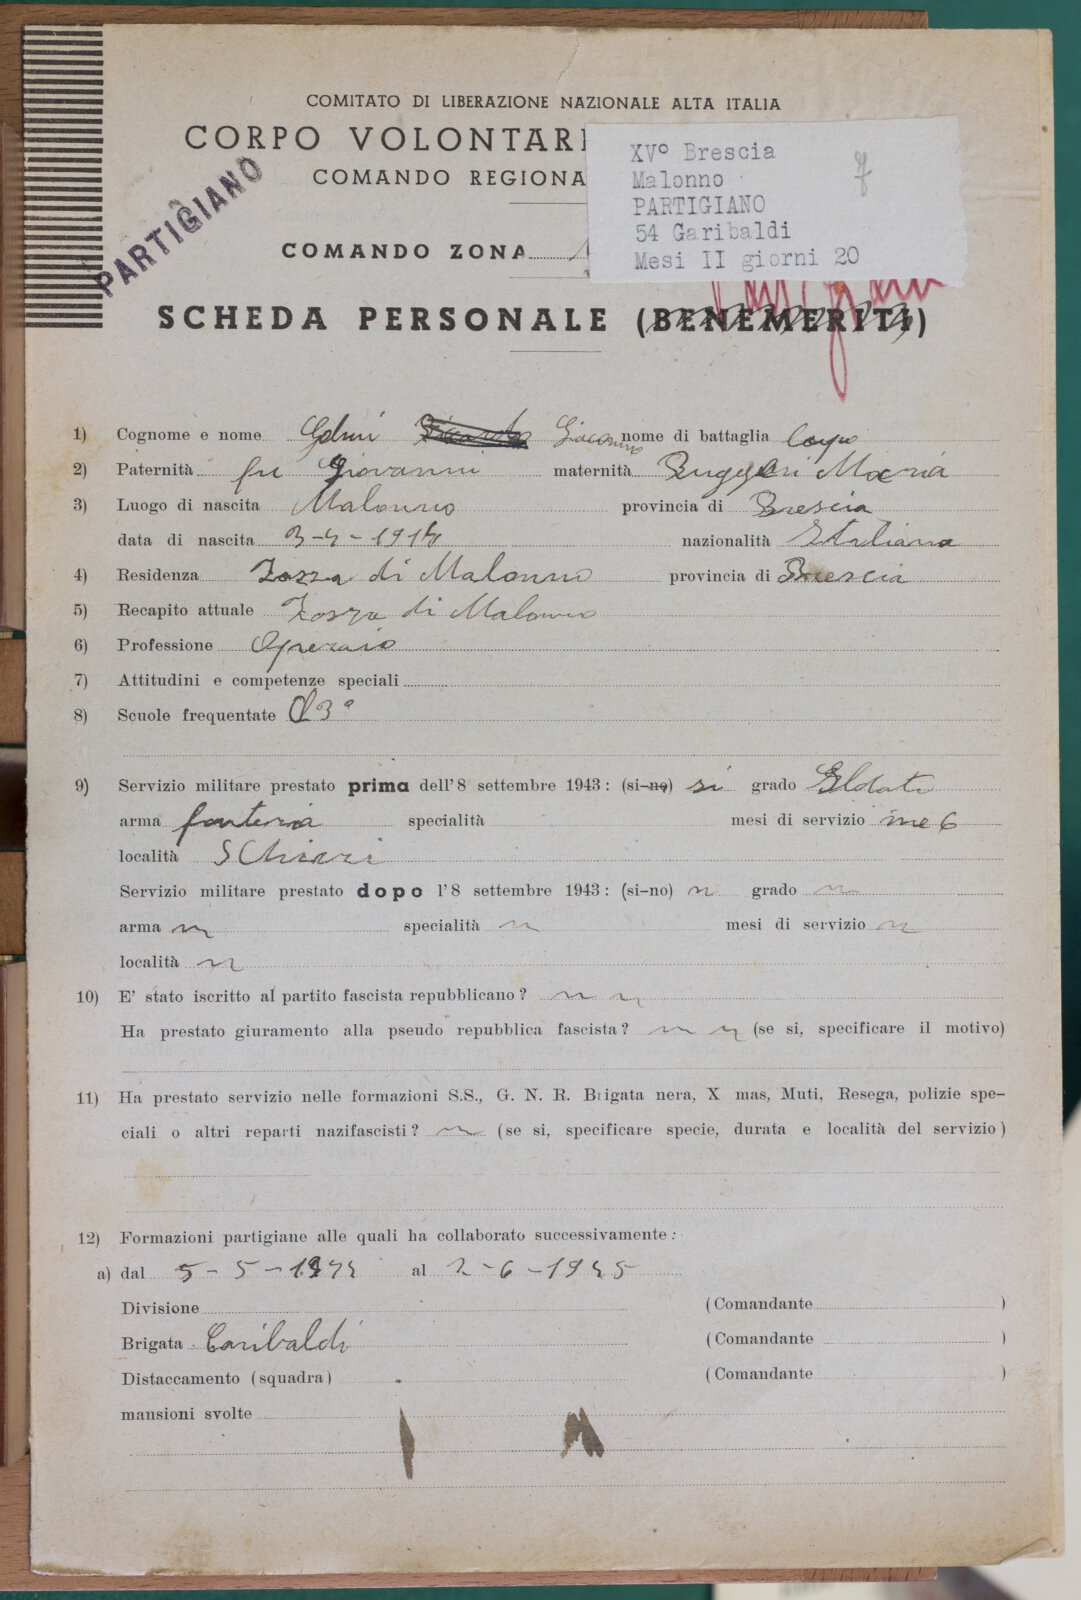 COMITATO DI LIBERAZIONE NAZIONALE ALTA ITALIA
CORPO VOLONTARI
COMANDO REGIONA
XV° Brescia
Malonno
PARTIGIANO
54 Garibaldi
Mesi II giorni 20
PARTIGIANO
COMANDO ZONA
SCHEDA PERSONALE (BENEMERITI)
1) Cognome e nome Giacomo nome di battaglia
2) Paternità fu Giovanni maternità Maria
3) Luogo di nascita Malonno provincia di Brescia
data di nascita nazionalità Italiana
4) Residenza Zazza di Malonno provincia di Brescia
5) Recapito attuale Zazza di Malonno
6) Professione Operaio
7) Attitudini e competenze speciali
8) Scuole frequentate 3ª
9) Servizio militare prestato prima dell'8 settembre 1943: (si-no) si grado Soldato
arma fanteria specialità mesi di servizio 6
località Chiari
Servizio militare prestato dopo l'8 settembre 1943: (si-no) n grado n
arma n specialità n mesi di servizio n
località n
10) E' stato iscritto al partito fascista repubblicano? n n
Ha prestato giuramento alla pseudo repubblica fascista? n n (se si, specificare il motivo)
11) Ha prestato servizio nelle formazioni S.S., G. N. R. Brigata nera, X mas, Muti, Resega, polizie spe-
ciali o altri reparti nazifascisti? n (se si, specificare specie, durata e località del servizio)
12) Formazioni partigiane alle quali ha collaborato successivamente:
a) dal 5-5-1944 al 2-6-1945
Divisione (Comandante )
Brigata Garibaldi (Comandante )
Distaccamento (squadra) (Comandante )
mansioni svolte